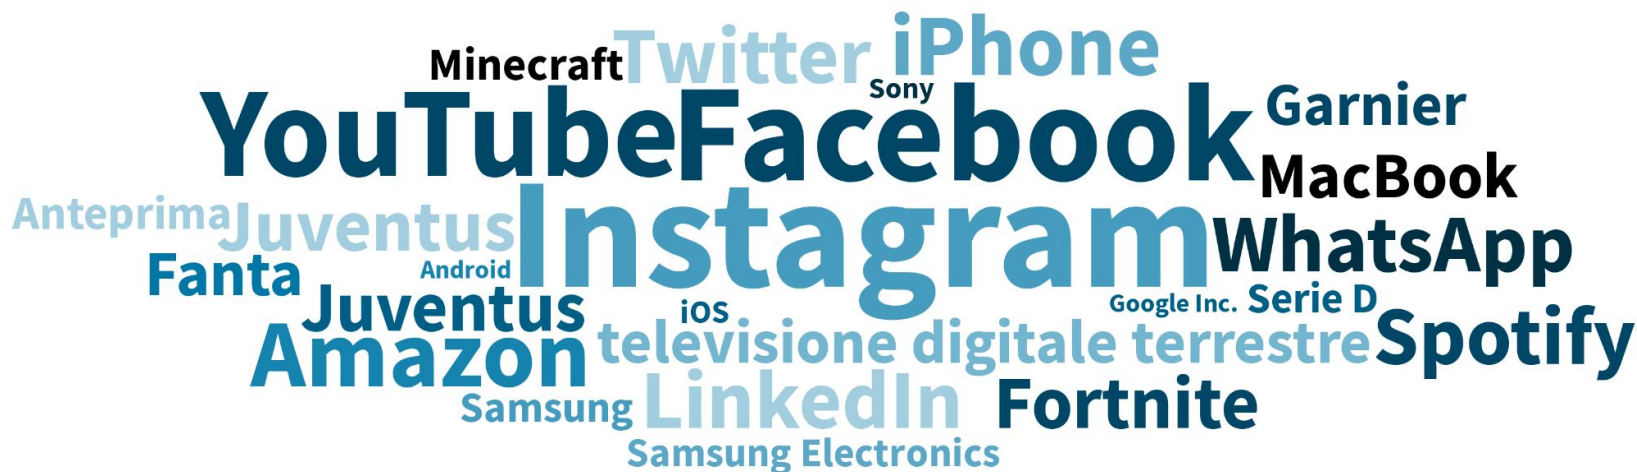 iPhone
Twitter
Minecraft
Sony
YouTube
Facebook
Garnier
MacBook
Anteprima
Juventus
Instagram
WhatsApp
Fanta
Android
Juventus
iOS
Google Inc.
Serie D
Amazon
televisione digitale terrestre
Spotify
Samsung
LinkedIn
Fortnite
Samsung Electronics